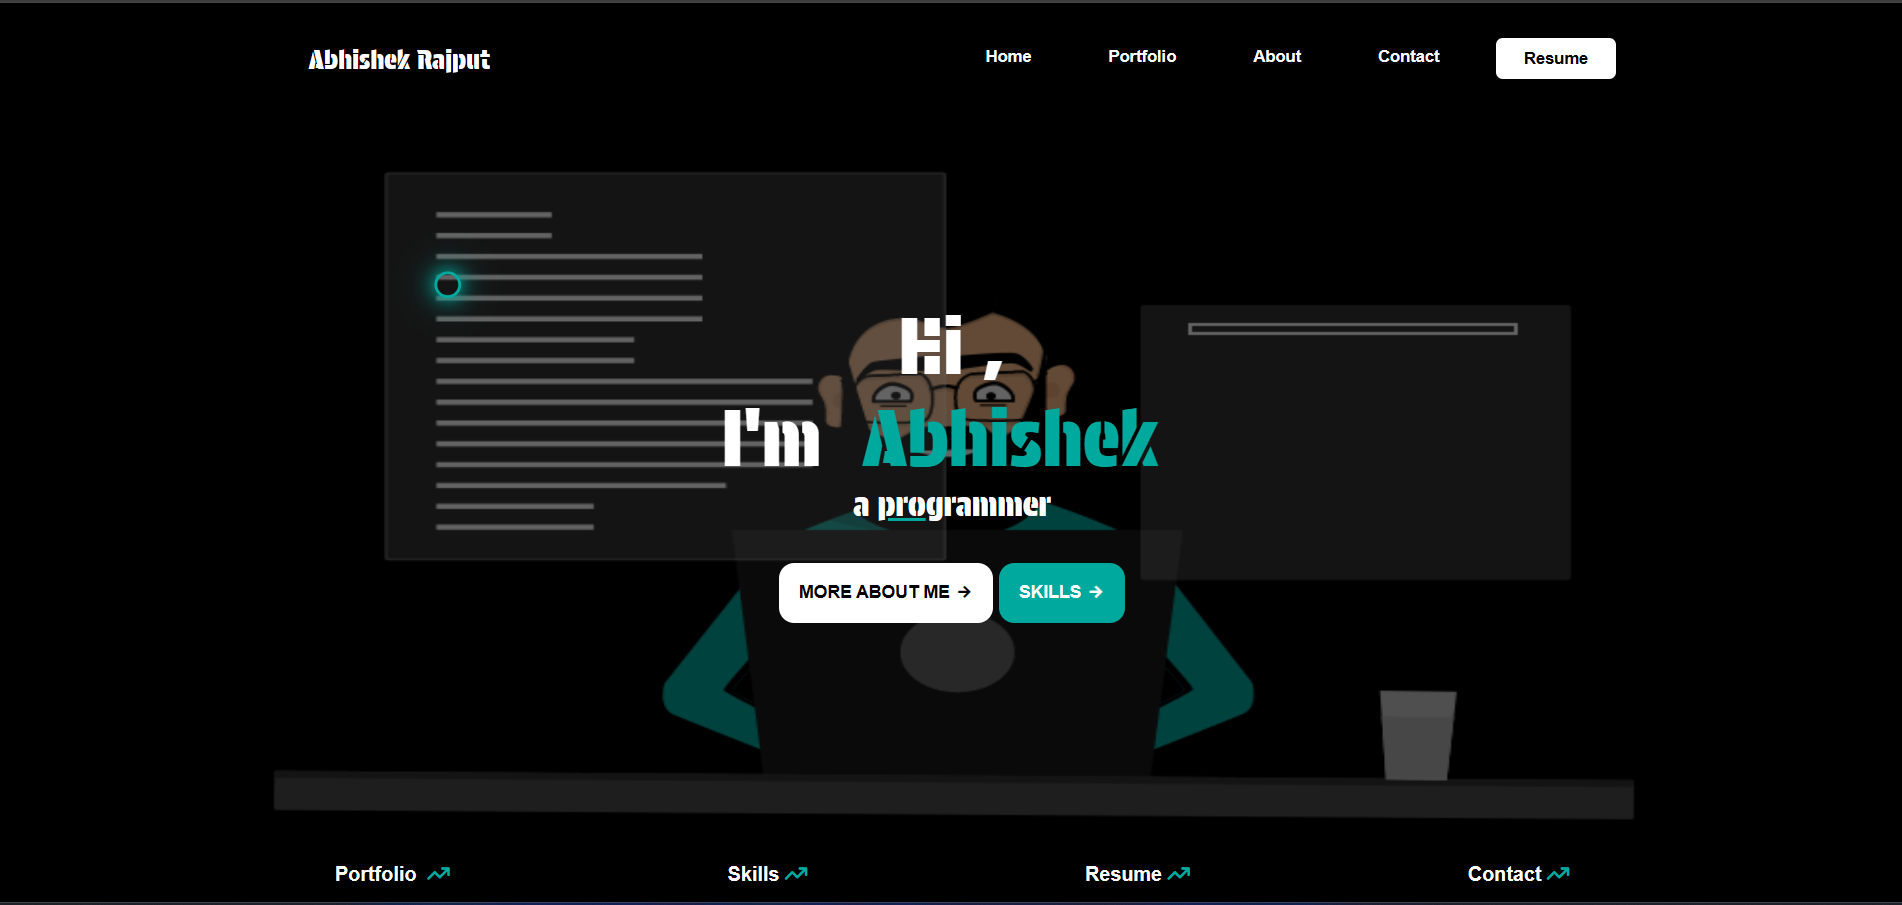 Abhishek Rajput
Home Portfolio About Contact Resume
Hi ,
I'm Abhishek
a programmer
MORE ABOUT ME → SKILLS →
Portfolio Skills Resume Contact